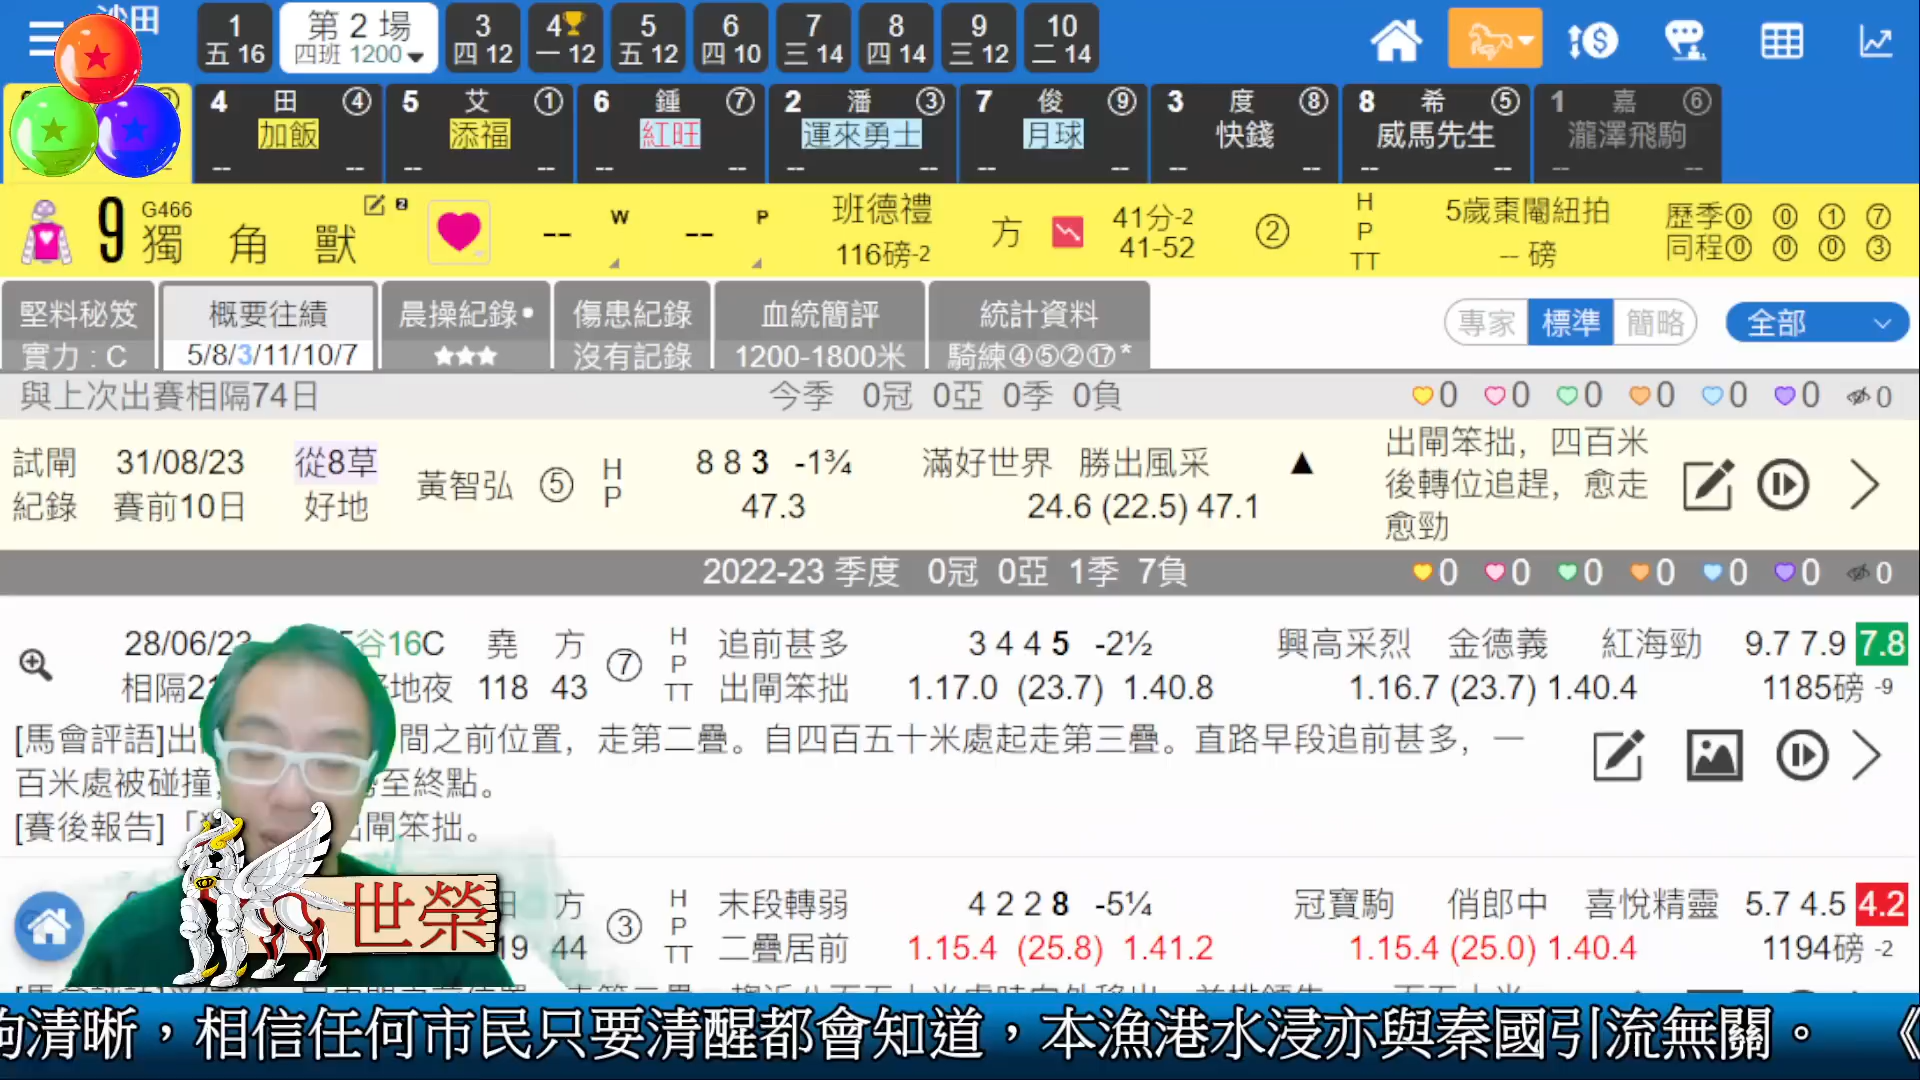 沙田
1
五 16
第 2 場
四班 1200
3
四 12
4
一 12
5
五 12
6
四 10
7
三 14
8
四 14
9
三 12
10
二 14
4 田 ④
加飯
-- --
5 艾 ①
添福
-- --
6 鍾 ⑦
紅旺
-- --
2 潘 ③
運來勇士
-- --
7 俊 ⑨
月球
-- --
3 度 ⑧
快錢
-- --
8 希 ⑤
威馬先生
-- --
1 嘉 ⑥
瀧澤飛駒
-- --
9 G466 2
獨角獸
-- W -- P
班德禮
116磅-2
方
41分-2
41-52
②
H
P
TT
5歲棗閹紐拍
-- 磅
歷季⓪ ⓪ ① ⑦
同程⓪ ⓪ ⓪ ③
堅料秘笈
實力 : C
概要往績
5/8/3/11/10/7
晨操紀錄•
★★★
傷患紀錄
沒有記錄
血統簡評
1200-1800米
統計資料
騎練④⑤②⑰*
專家 標準 簡略
全部
與上次出賽相隔74日 今季 0冠 0亞 0季 0負 0 0 0 0 0 0 0
試閘紀錄
31/08/23
賽前10日
從8草
好地
黃智弘 ⑤
H
P
8 8 3 -1¾
47.3
滿好世界 勝出風采 ▲
24.6 (22.5) 47.1
出閘笨拙，四百米
後轉位追趕，愈走
愈勁
2022-23 季度 0冠 0亞 1季 7負 0 0 0 0 0 0 0
28/06/23 谷16C 堯 方 ⑦
相隔21 地夜 118 43
H
P
TT
追前甚多 3 4 4 5 -2½ 興高采烈 金德義 紅海勁 9.7 7.9 7.8
出閘笨拙 1.17.0 (23.7) 1.40.8 1.16.7 (23.7) 1.40.4 1185磅 -9
[馬會評語]出 間之前位置，走第二疊。自四百五十米處起走第三疊。直路早段追前甚多，一
百米處被碰撞， 至終點。
[賽後報告]「 出閘笨拙。
田 方 ③
19 44
H
P
TT
末段轉弱 4 2 2 8 -5¼ 冠寶駒 俏郎中 喜悅精靈 5.7 4.5 4.2
二疊居前 1.15.4 (25.8) 1.41.2 1.15.4 (25.0) 1.40.4 1194磅 -2
世榮
清晰，相信任何市民只要清醒都會知道，本漁港水浸亦與秦國引流無關。 《